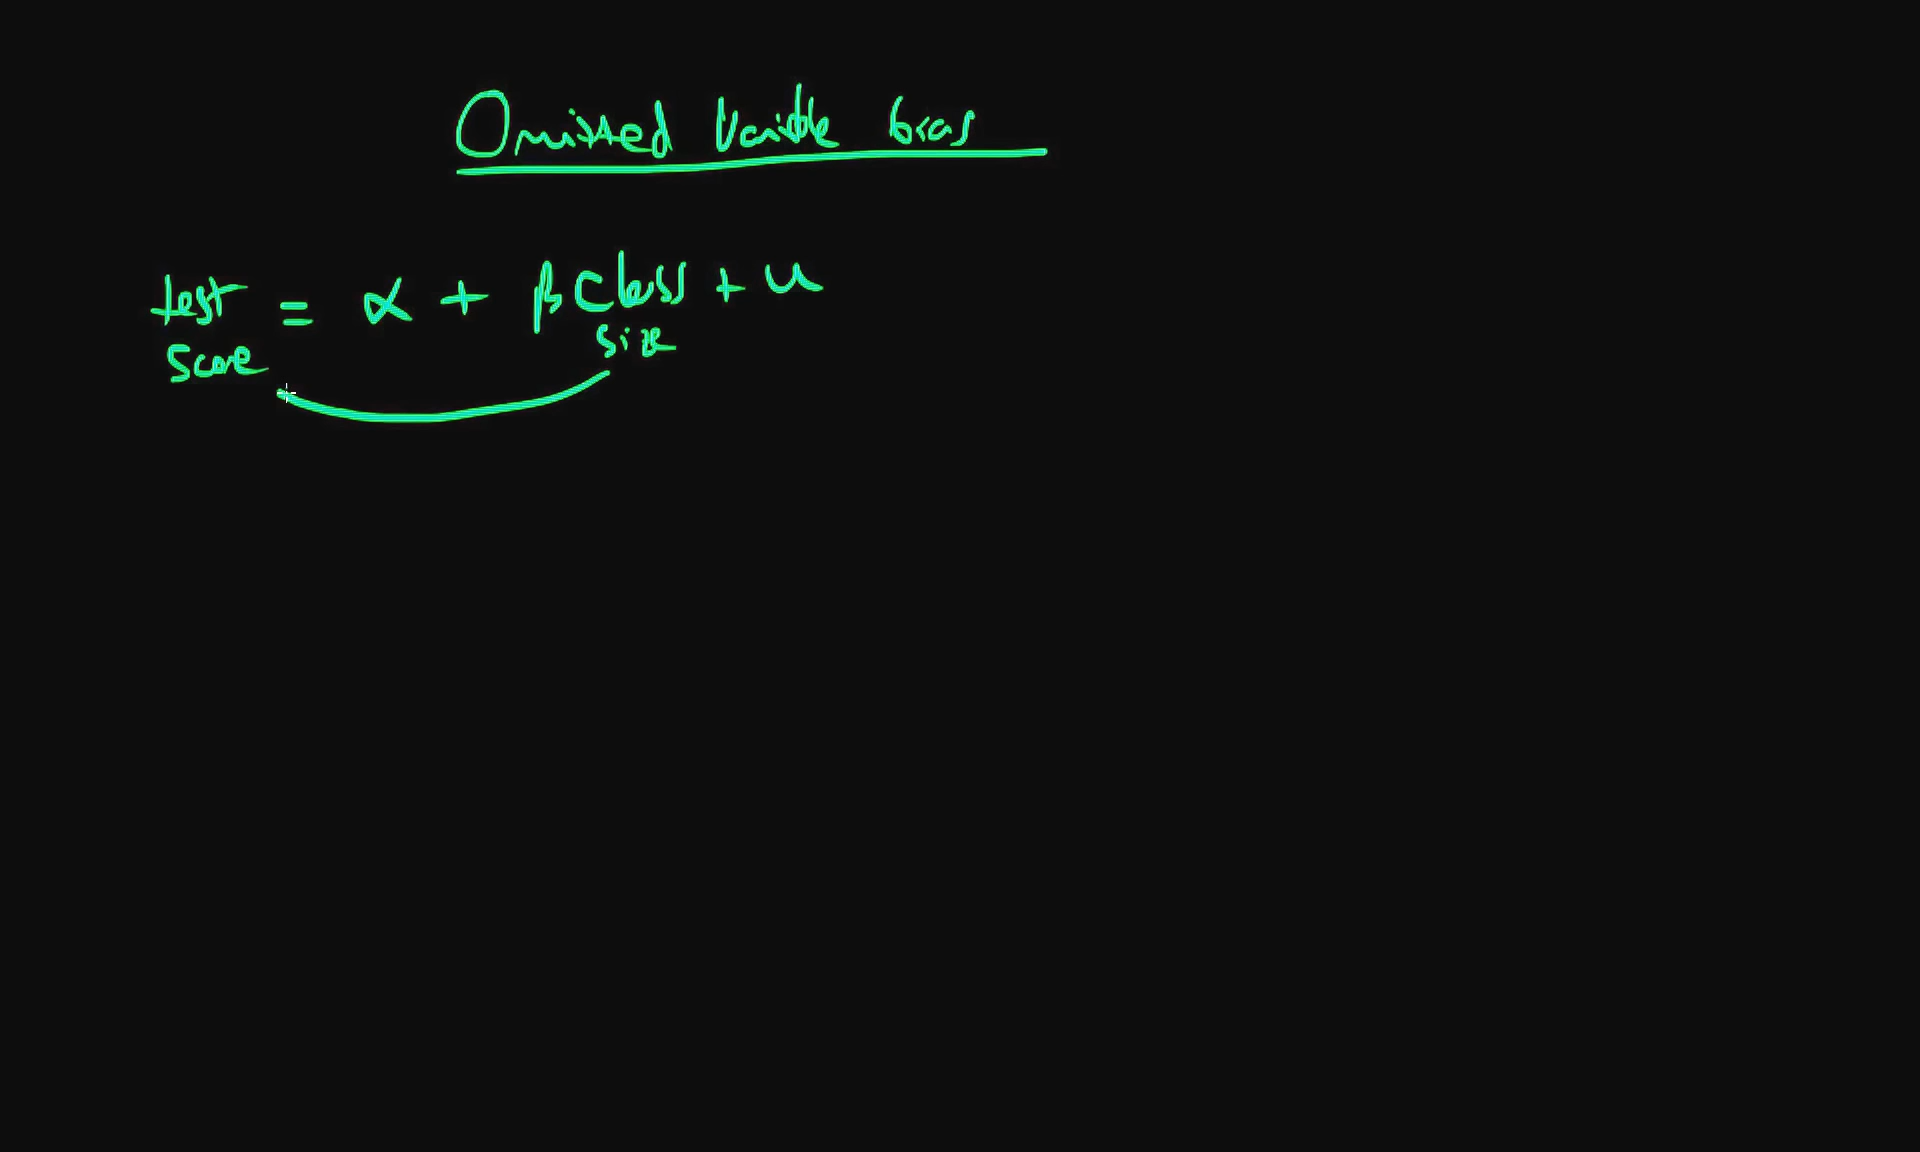 Omitted Variable bias
test score = α + β Class size + u